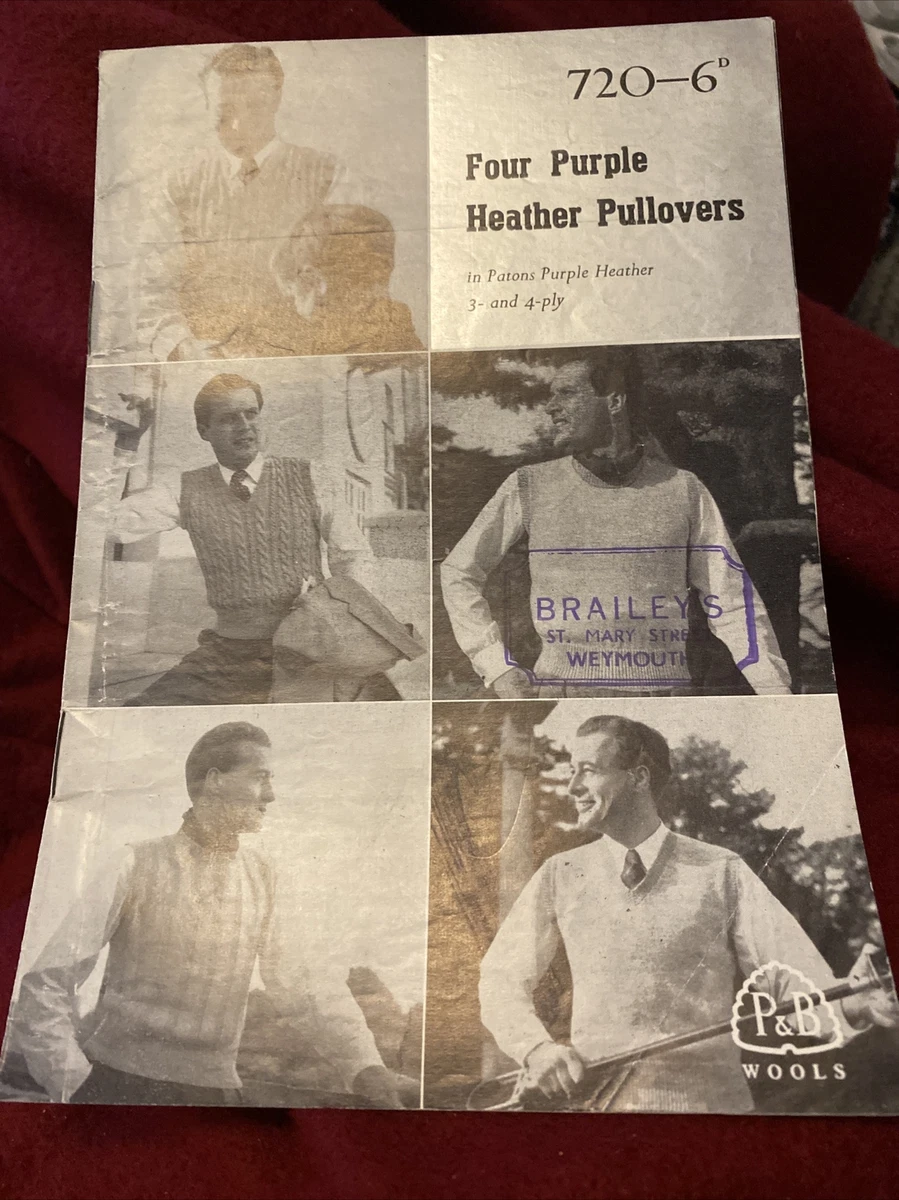 720—6ᴰ
Four Purple
Heather Pullovers
in Patons Purple Heather
3- and 4-ply
BRAILEY'S
ST. MARY STREE
WEYMOUTH
P&B
WOOLS